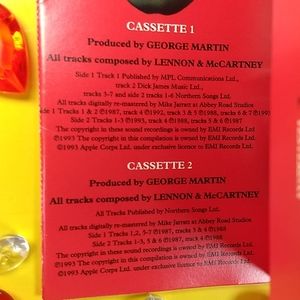 CASSETTE 1
Produced by GEORGE MARTIN
All tracks composed by LENNON & McCARTNEY
Side 1 Track 1 Published by MPL Communications Ltd.,
track 2 Dick James Music Ltd.,
tracks 3-7 and side 2 tracks 1-6 Northern Songs Ltd.
All tracks digitally re-mastered Mike Jarratt at Abbey Road Studios
Side 1 Tracks 1 & 2 ℗1987, track 4 ℗1992, track 3 & 5 ℗1988, tracks 6 & 7 ℗1993
Side 2 Tracks 1-3 ℗1993, track 4 ℗1988, tracks 5 & 6 ℗1987
The copyright in these sound recordings is owned by EMI Records Ltd
℗1993 The copyright in this compilation is owned by EMI Records Ltd.
©1993 Apple Corps Ltd. under exclusive licence to EMI Records Ltd.
CASSETTE 2
Produced by GEORGE MARTIN
All tracks composed by LENNON & McCARTNEY
All Tracks Published by Northern Songs Ltd.
All tracks digitally re-mastered by Mike Jarratt at Abbey Road Studios
Side 1 Tracks 1,2, 5-7 ℗1987, tracks 3 & 4 ℗1988
Side 2 Tracks 1-3, 5 & 6 ℗1987, track 4 ℗1988
The copyright in these sound recordings is owned by EMI Records Ltd.
℗1993 The copyright in this compilation is owned by EMI Records Ltd.
©1993 Apple Corps Ltd. under exclusive licence to EMI Records Ltd.